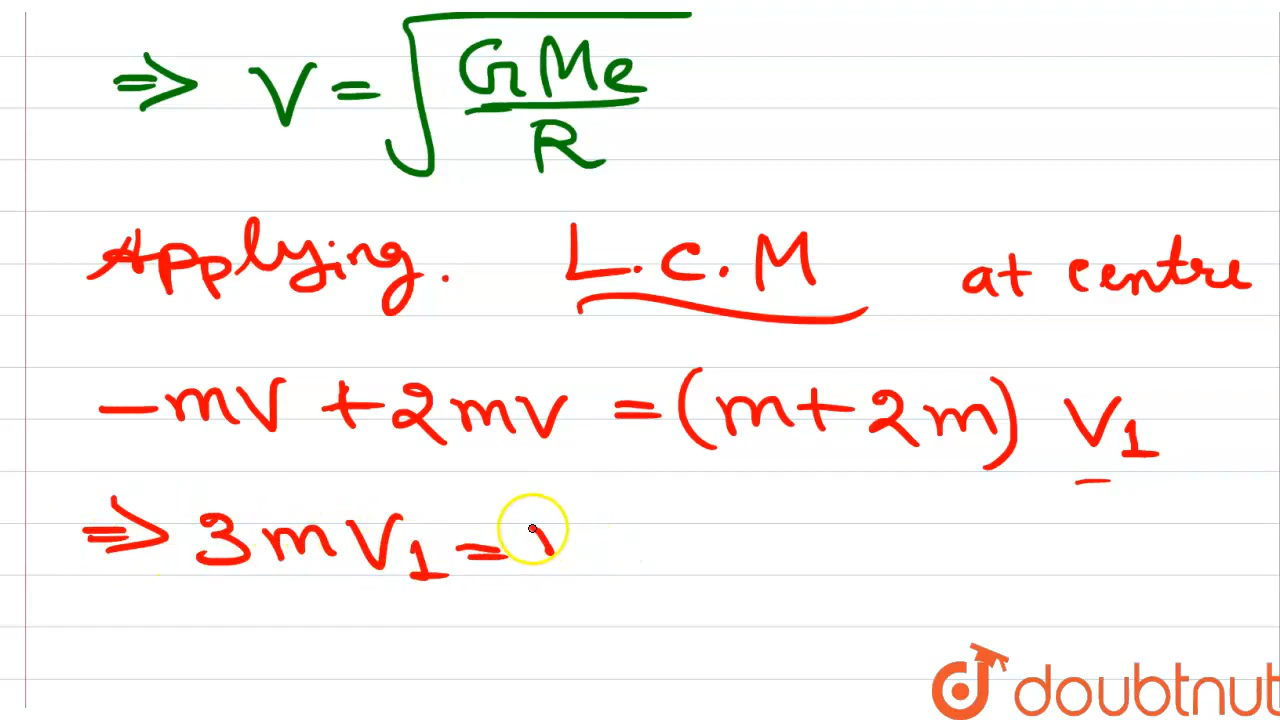 => V = √(GMe/R)
Applying. L.C.M at centre
-mV + 2mV = (m+2m) V₁
=> 3mV₁ =
doubtnut